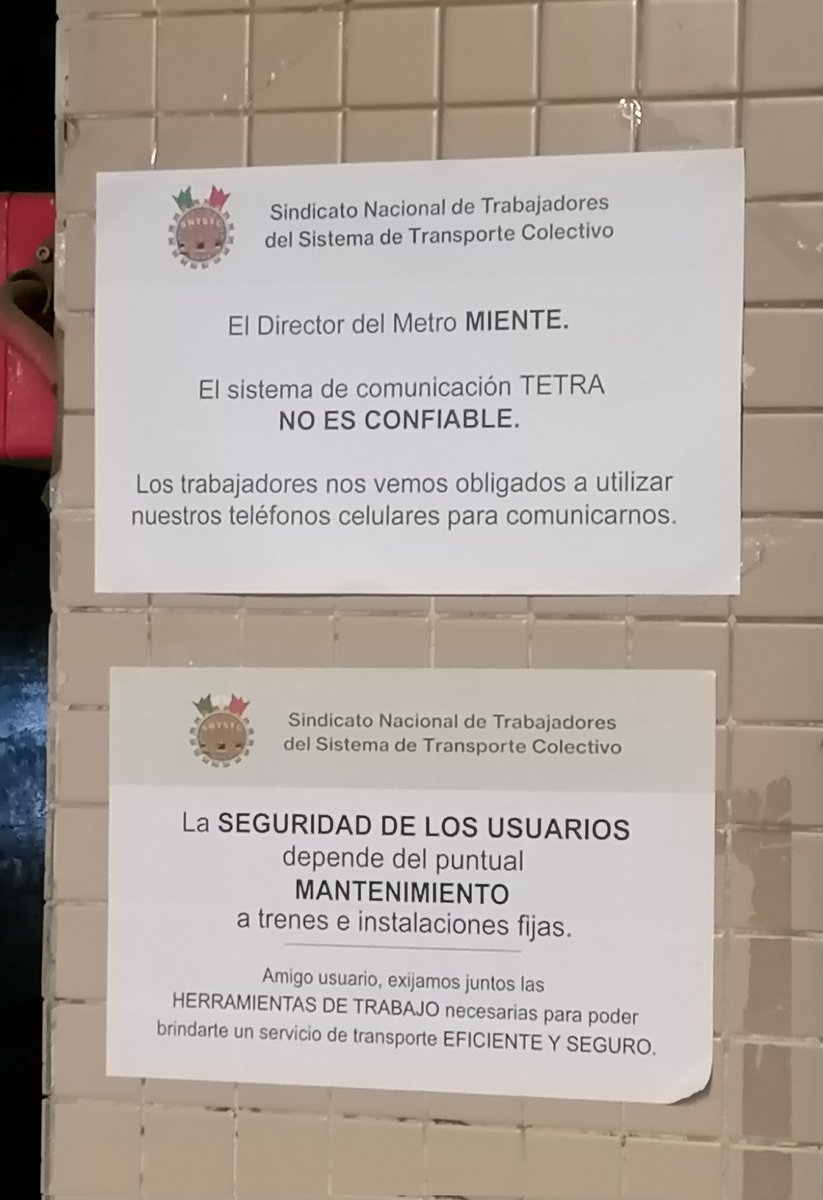 SNTSTC
Sindicato Nacional de Trabajadores
del Sistema de Transporte Colectivo
El Director del Metro MIENTE.
El sistema de comunicación TETRA
NO ES CONFIABLE.
Los trabajadores nos vemos obligados a utilizar
nuestros teléfonos celulares para comunicarnos.
SNTSTC
Sindicato Nacional de Trabajadores
del Sistema de Transporte Colectivo
La SEGURIDAD DE LOS USUARIOS
depende del puntual
MANTENIMIENTO
a trenes e instalaciones fijas.
Amigo usuario, exijamos juntos las
HERRAMIENTAS DE TRABAJO necesarias para poder
brindarte un servicio de transporte EFICIENTE Y SEGURO.